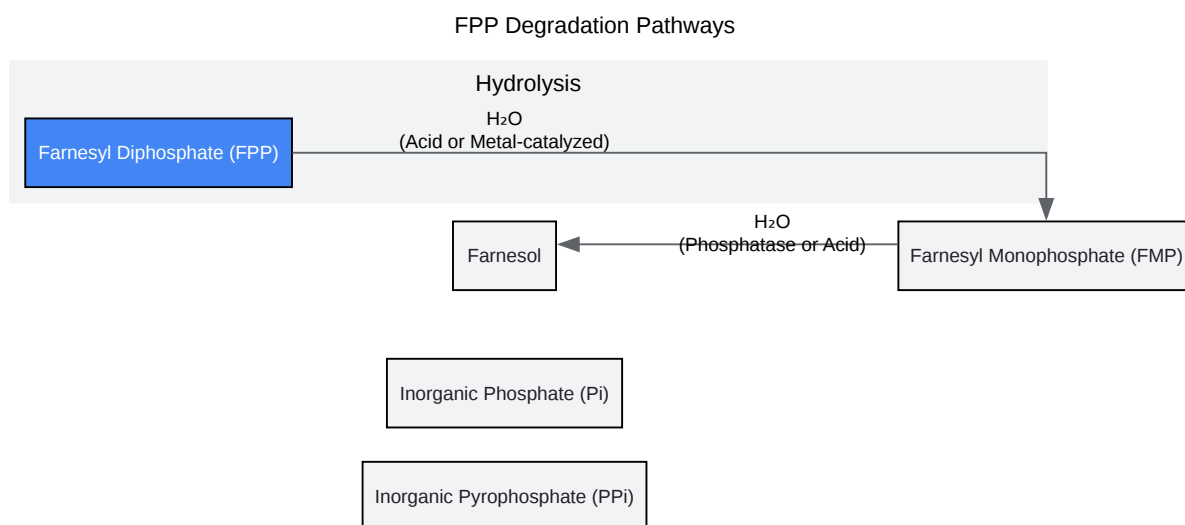 FPP Degradation Pathways
Hydrolysis
H₂O
(Acid or Metal-catalyzed)
Farnesyl Diphosphate (FPP)
H₂O
(Phosphatase or Acid)
Farnesol
Farnesyl Monophosphate (FMP)
Inorganic Phosphate (Pi)
Inorganic Pyrophosphate (PPi)